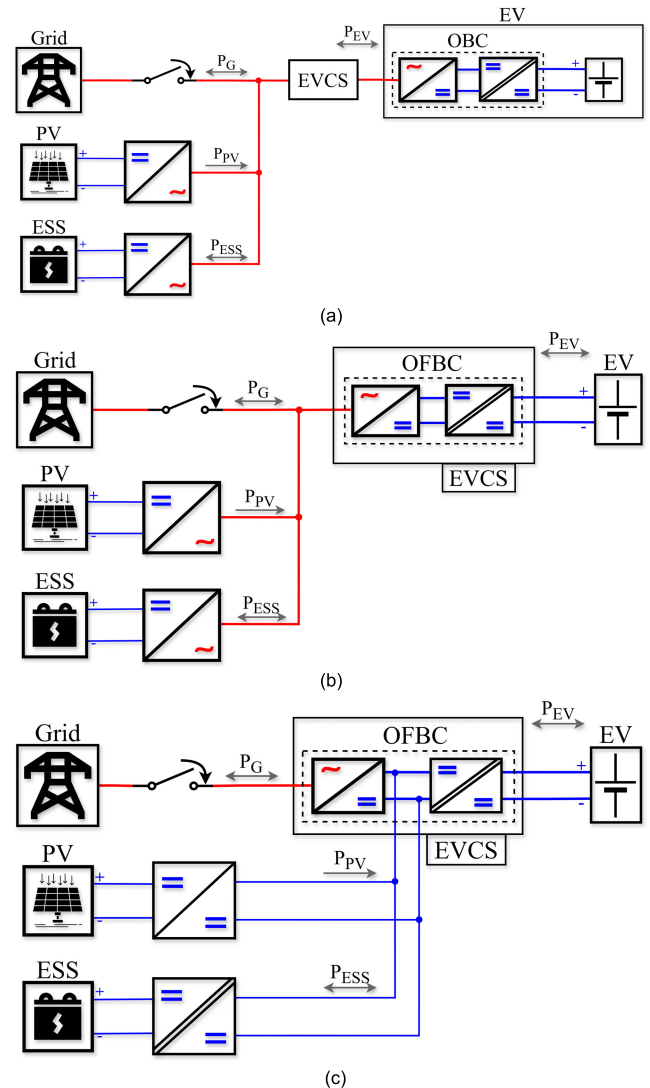 EV
P_EV
Grid
OBC
P_G
+
EVCS
-
PV
+
P_PV
-
ESS
+
P_ESS
-
(a)
P_EV
Grid
OFBC
EV
P_G
+
-
PV
EVCS
+
P_PV
-
ESS
+
P_ESS
-
(b)
P_EV
Grid
OFBC
EV
P_G
+
-
PV
EVCS
P_PV
+
-
ESS
P_ESS
+
-
(c)